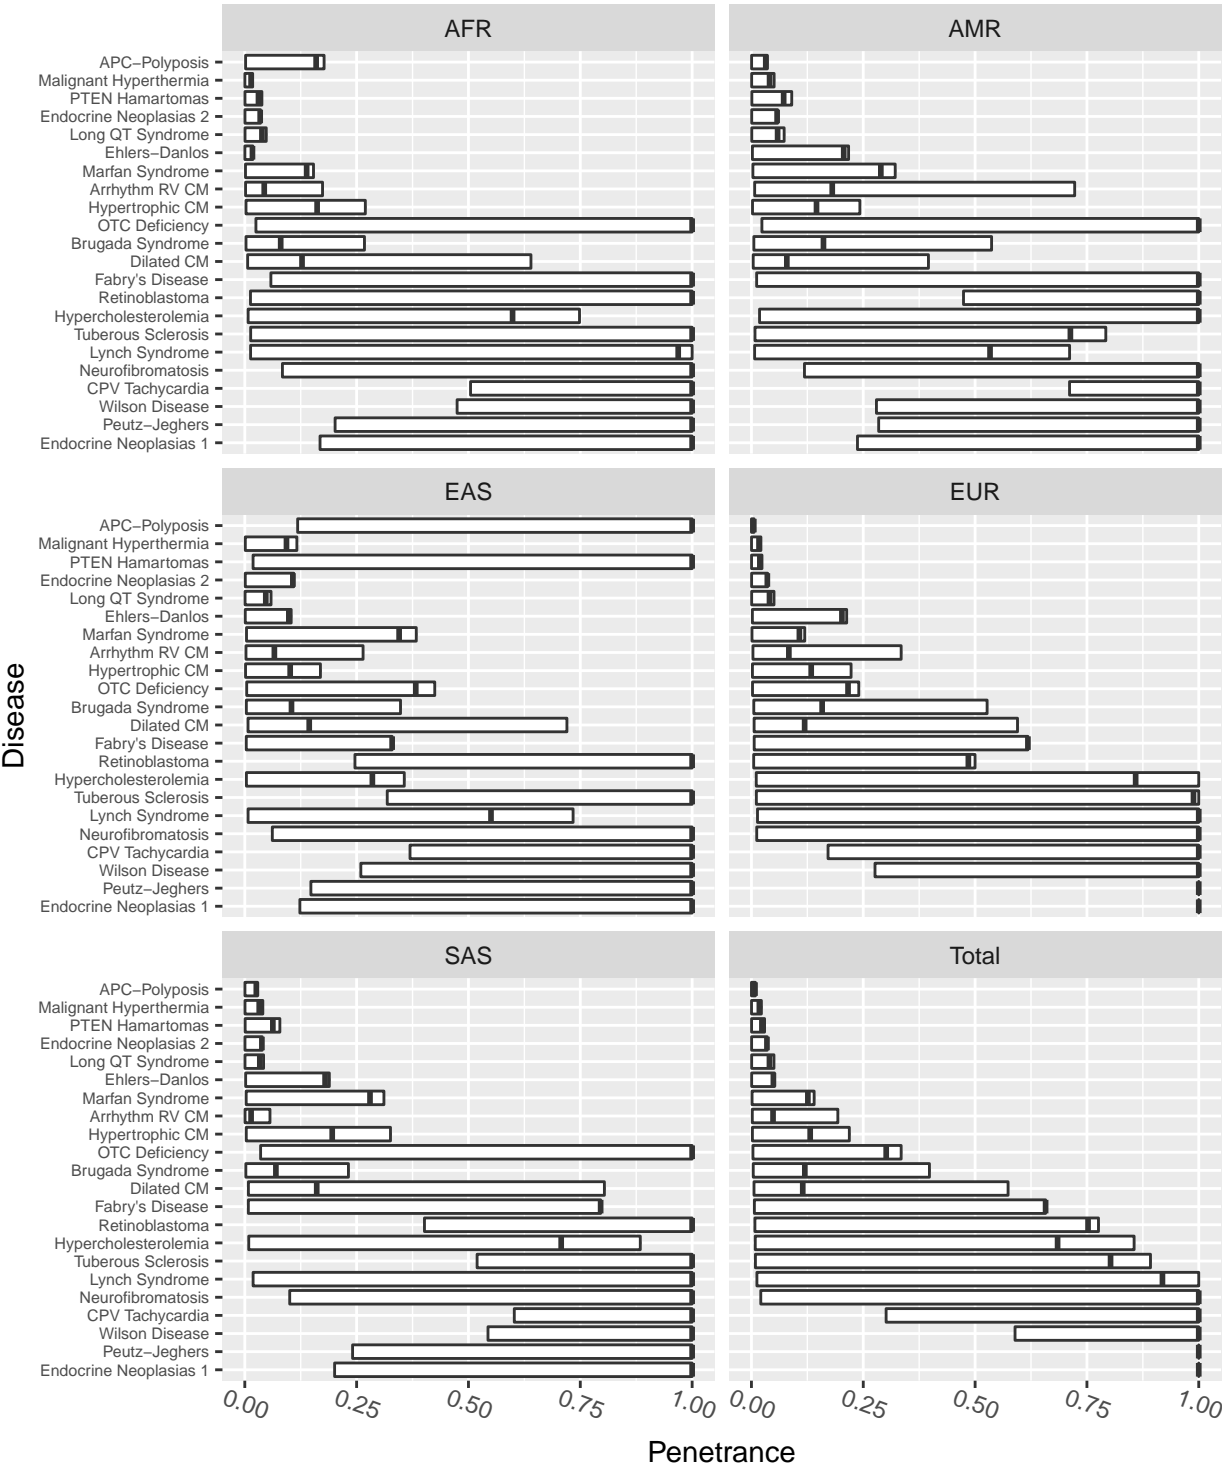 AFR
AMR
APC−Polyposis
Malignant Hyperthermia
PTEN Hamartomas
Endocrine Neoplasias 2
Long QT Syndrome
Ehlers−Danlos
Marfan Syndrome
Arrhythm RV CM
Hypertrophic CM
OTC Deficiency
Brugada Syndrome
Dilated CM
Fabry's Disease
Retinoblastoma
Hypercholesterolemia
Tuberous Sclerosis
Lynch Syndrome
Neurofibromatosis
CPV Tachycardia
Wilson Disease
Peutz−Jeghers
Endocrine Neoplasias 1
EAS
EUR
APC−Polyposis
Malignant Hyperthermia
PTEN Hamartomas
Endocrine Neoplasias 2
Long QT Syndrome
Ehlers−Danlos
Marfan Syndrome
Arrhythm RV CM
Hypertrophic CM
OTC Deficiency
Brugada Syndrome
Dilated CM
Fabry's Disease
Retinoblastoma
Hypercholesterolemia
Tuberous Sclerosis
Lynch Syndrome
Neurofibromatosis
CPV Tachycardia
Wilson Disease
Peutz−Jeghers
Endocrine Neoplasias 1
Disease
SAS
Total
APC−Polyposis
Malignant Hyperthermia
PTEN Hamartomas
Endocrine Neoplasias 2
Long QT Syndrome
Ehlers−Danlos
Marfan Syndrome
Arrhythm RV CM
Hypertrophic CM
OTC Deficiency
Brugada Syndrome
Dilated CM
Fabry's Disease
Retinoblastoma
Hypercholesterolemia
Tuberous Sclerosis
Lynch Syndrome
Neurofibromatosis
CPV Tachycardia
Wilson Disease
Peutz−Jeghers
Endocrine Neoplasias 1
0.00 0.25 0.50 0.75 1.00
0.00 0.25 0.50 0.75 1.00
Penetrance